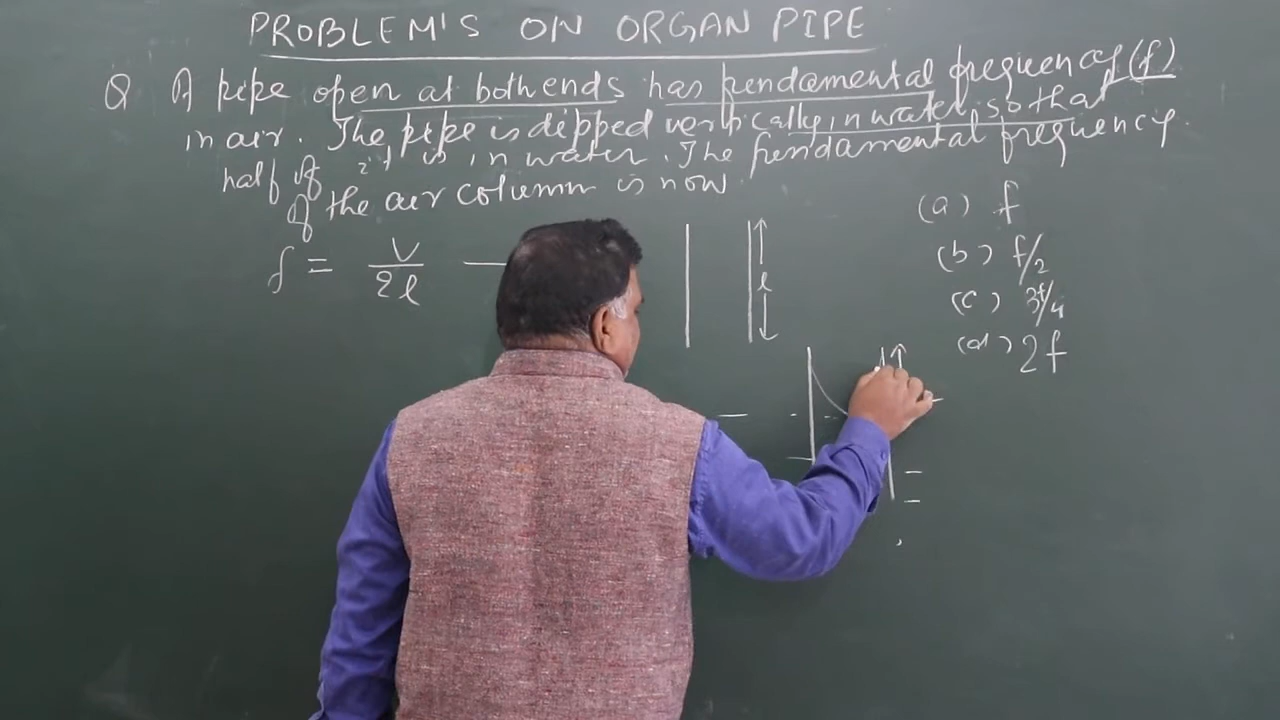 PROBLEM'S ON ORGAN PIPE
Q A pipe open at both ends has fundamental frequency (f)
in air. The pipe is dipped vertically in water so that
half of it is in water. The fundamental frequency
of the air column is now
(a) f
(b) f/2
(c) 3f/4
(d) 2f
f = V/2l
l